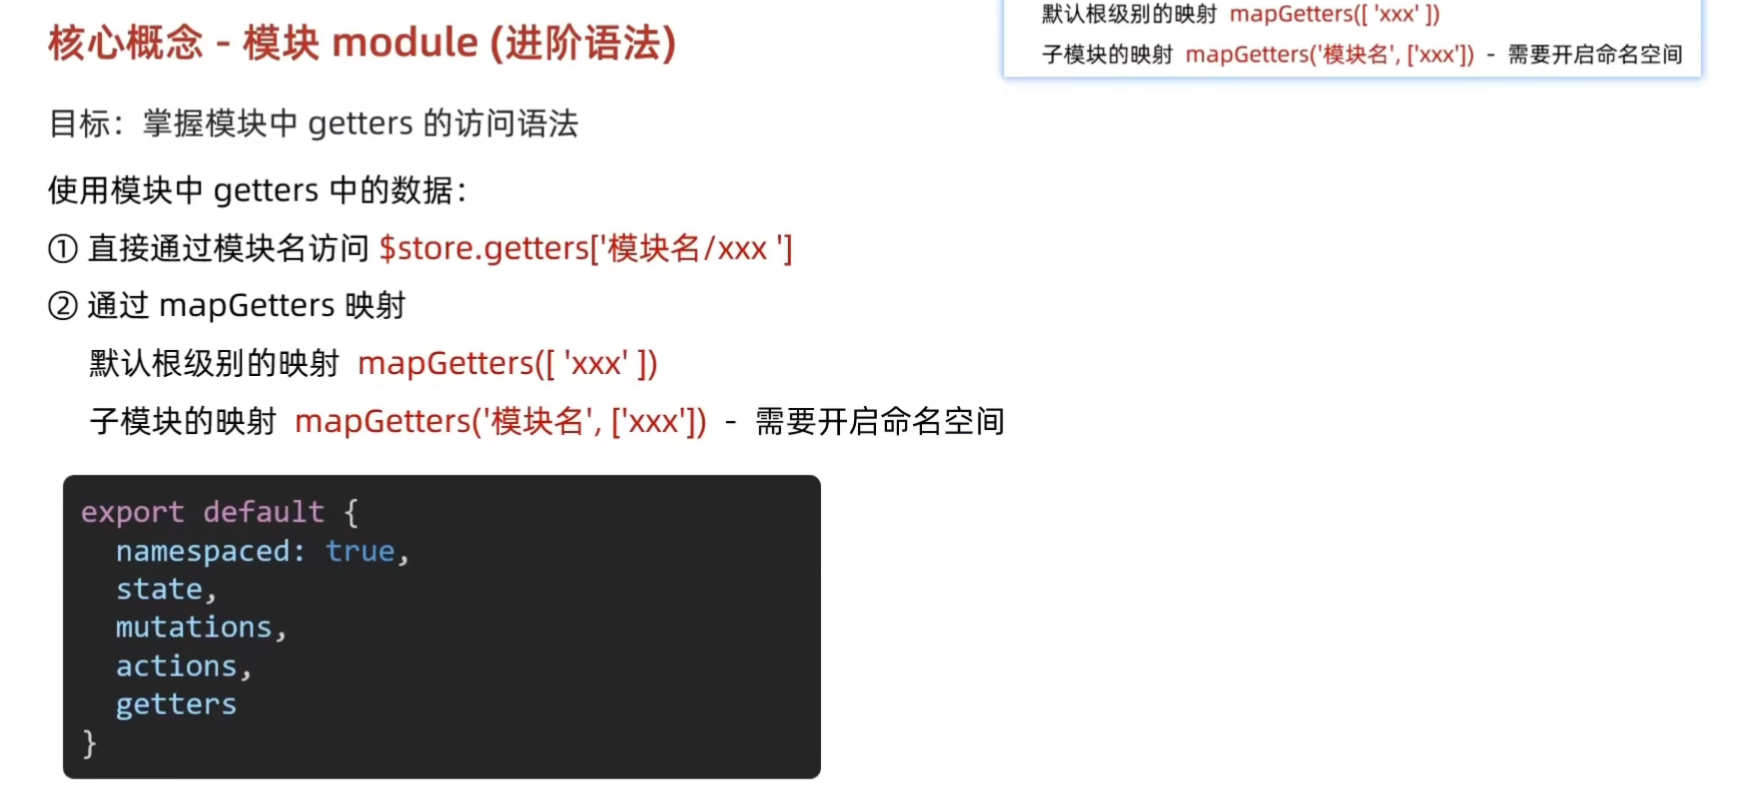 核心概念 - 模块 module (进阶语法)
默认根级别的映射 mapGetters([ 'xxx' ])
子模块的映射 mapGetters('模块名', ['xxx']) - 需要开启命名空间
目标：掌握模块中 getters 的访问语法
使用模块中 getters 中的数据：
① 直接通过模块名访问 $store.getters['模块名/xxx ']
② 通过 mapGetters 映射
默认根级别的映射 mapGetters([ 'xxx' ])
子模块的映射 mapGetters('模块名', ['xxx']) - 需要开启命名空间
export default {
  namespaced: true,
  state,
  mutations,
  actions,
  getters
}